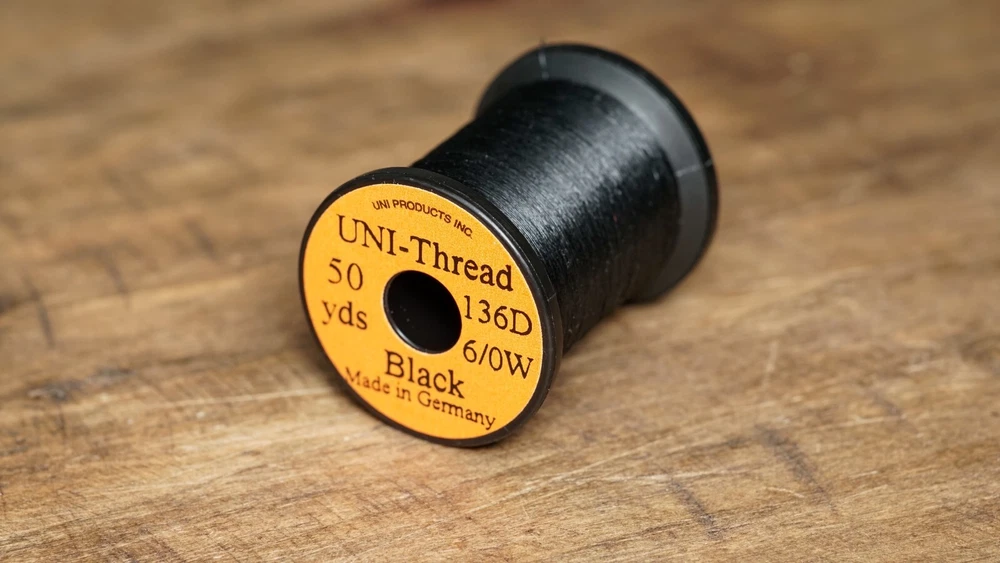 UNI PRODUCTS INC.
UNI-Thread
50
yds
136D
6/0W
Black
Made in Germany